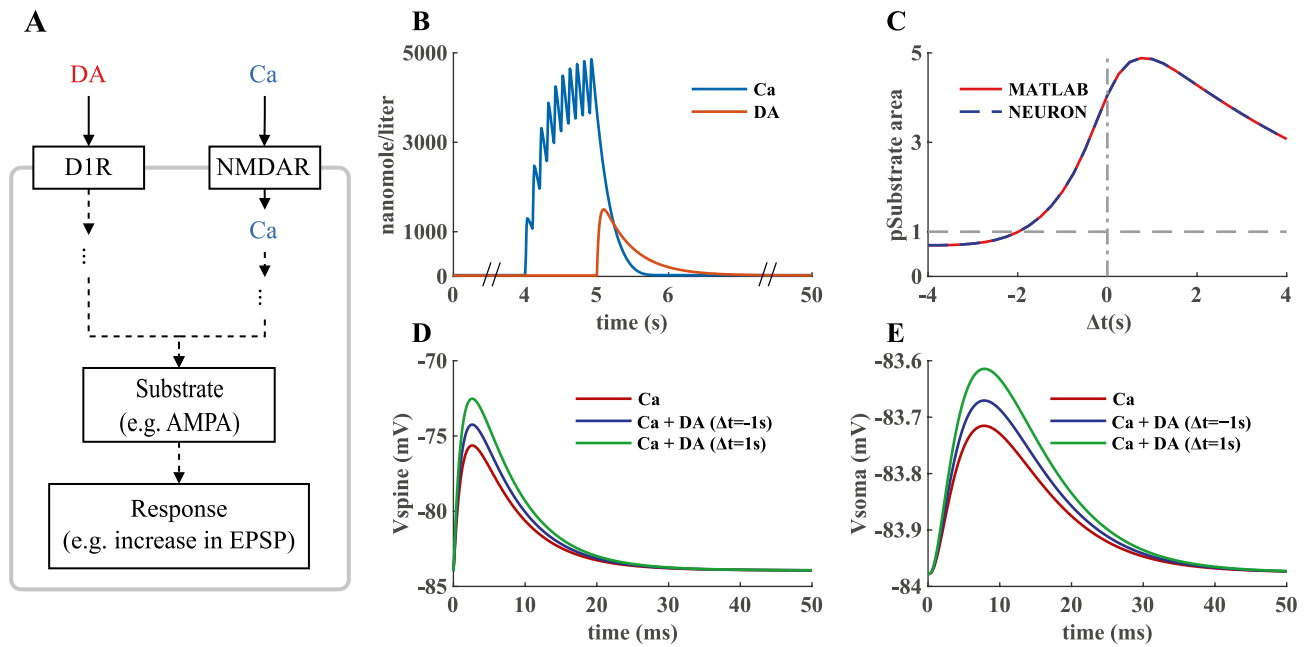 A
DA
Ca
D1R
NMDAR
Ca
Substrate
(e.g. AMPA)
Response
(e.g. increase in EPSP)
B
nanomole/liter
5000
3000
1000
0
Ca
DA
0
4
5
6
50
time (s)
C
pSubstrate area
5
3
1
0
MATLAB
NEURON
-4
-2
0
2
4
Δt(s)
D
Vspine (mV)
-70
-75
-80
-85
Ca
Ca + DA (Δt=-1s)
Ca + DA (Δt=1s)
0
10
20
30
40
50
time (ms)
E
Vsoma (mV)
-83.6
-83.7
-83.8
-83.9
-84
Ca
Ca + DA (Δt=−1s)
Ca + DA (Δt=1s)
0
10
20
30
40
50
time (ms)